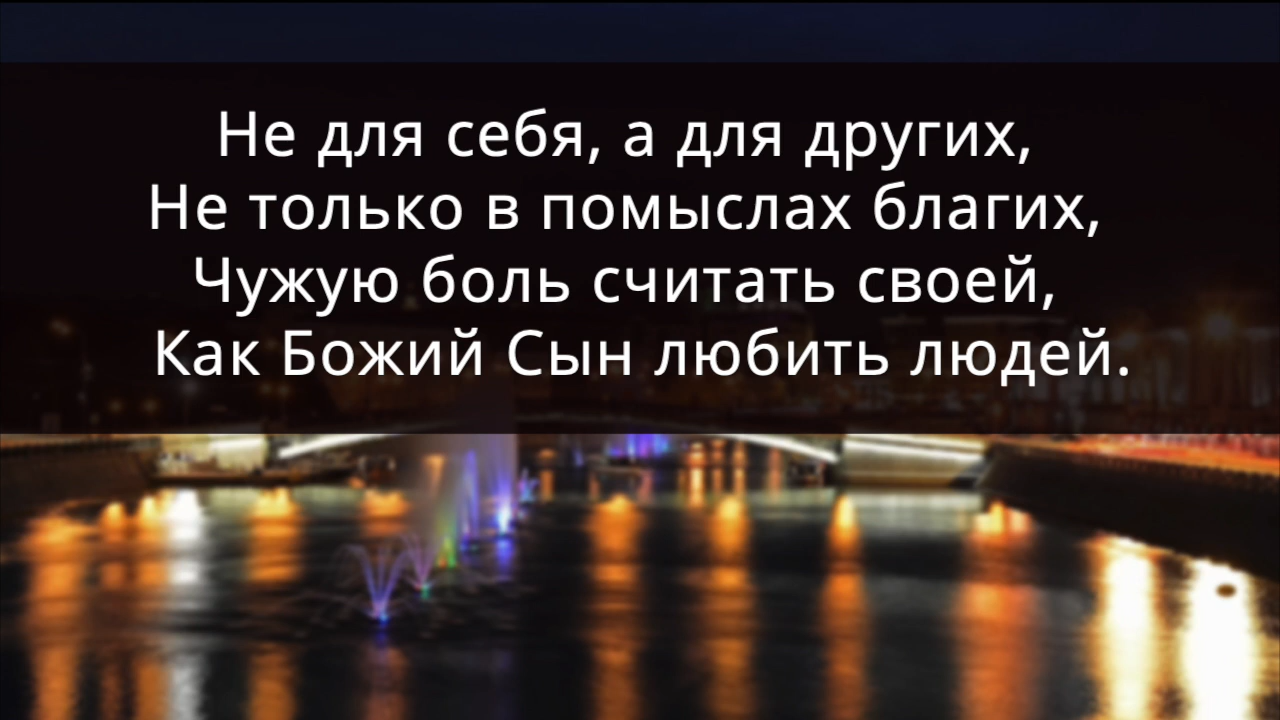 Не для себя, а для других,
Не только в помыслах благих,
Чужую боль считать своей,
Как Божий Сын любить людей.